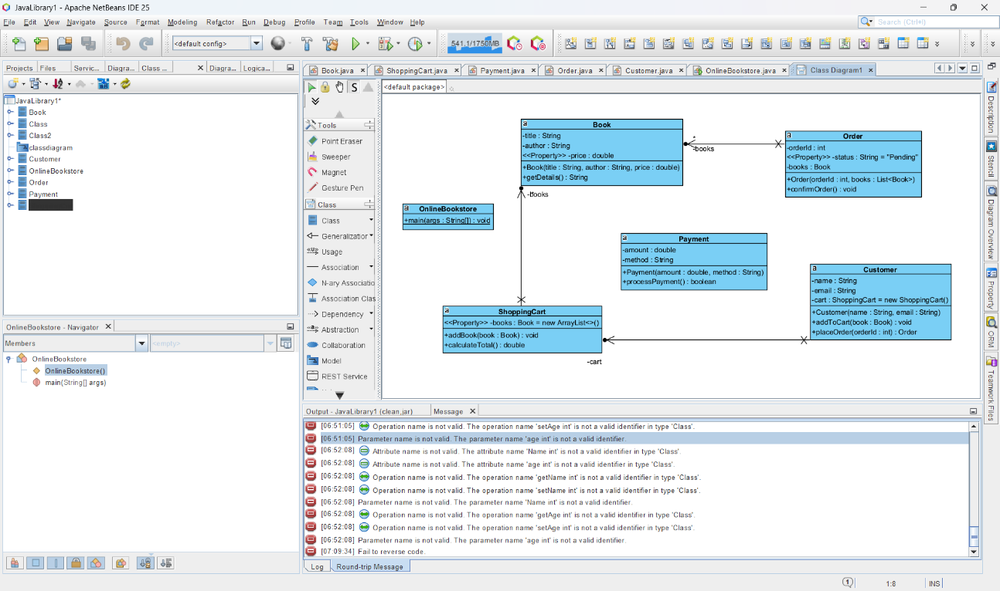 JavaLibrary1 - Apache NetBeans IDE 25
File Edit View Navigate Source Format Modeling Refactor Run Debug Profile Team Tools Window Help
Search (Ctrl+I)
<default config>
541.1/1750MB
Projects Files Servic... Diagra... Class ... Diagra... Logica...
Book.java ShoppingCart.java Payment.java Order.java Customer.java OnlineBookstore.java Class Diagram1
JavaLibrary1*
Book
Class
Class2
classdiagram
Customer
OnlineBookstore
Order
Payment
OnlineBookstore - Navigator
Members
<empty>
OnlineBookstore
OnlineBookstore()
main(String[] args)
S
<default package>
Tools
Point Eraser
Sweeper
Magnet
Gesture Pen
Class
Class
Generalization
Usage
Association
N-ary Associatio
Association Clas
Dependency
Abstraction
Collaboration
Model
REST Service
Book
-title : String
-author : String
<<Property>> -price : double
+Book(title : String, author : String, price : double)
+getDetails() : String
*
-books
Order
-orderId : int
<<Property>> -status : String = "Pending"
-books : Book
+Order(orderId : int, books : List<Book>)
+confirmOrder() : void
-books
*
OnlineBookstore
+main(args : String[]) : void
Payment
-amount : double
-method : String
+Payment(amount : double, method : String)
+processPayment() : boolean
Customer
-name : String
-email : String
-cart : ShoppingCart = new ShoppingCart()
+Customer(name : String, email : String)
+addToCart(book : Book) : void
+placeOrder(orderId : int) : Order
ShoppingCart
<<Property>> -books : Book = new ArrayList<>()
+addBook(book : Book) : void
+calculateTotal() : double
-cart
Description
Stencil
Diagram Overview
Property
ORM
Teamwork Files
Output - JavaLibrary1 (clean,jar) Message
[06:51:05] Operation name is not valid. The operation name 'setAge int' is not a valid identifier in type 'Class'.
[06:51:05] Parameter name is not valid. The parameter name 'age int' is not a valid identifier.
[06:52:08] Attribute name is not valid. The attribute name 'Name int' is not a valid identifier in type 'Class'.
[06:52:08] Attribute name is not valid. The attribute name 'age int' is not a valid identifier in type 'Class'.
[06:52:08] Operation name is not valid. The operation name 'getName int' is not a valid identifier in type 'Class'.
[06:52:08] Operation name is not valid. The operation name 'setName int' is not a valid identifier in type 'Class'.
[06:52:08] Parameter name is not valid. The parameter name 'Name int' is not a valid identifier.
[06:52:08] Operation name is not valid. The operation name 'getAge int' is not a valid identifier in type 'Class'.
[06:52:08] Operation name is not valid. The operation name 'setAge int' is not a valid identifier in type 'Class'.
[06:52:08] Parameter name is not valid. The parameter name 'age int' is not a valid identifier.
[07:09:34] Fail to reverse code.
Log Round-trip Message
1 1:8 INS